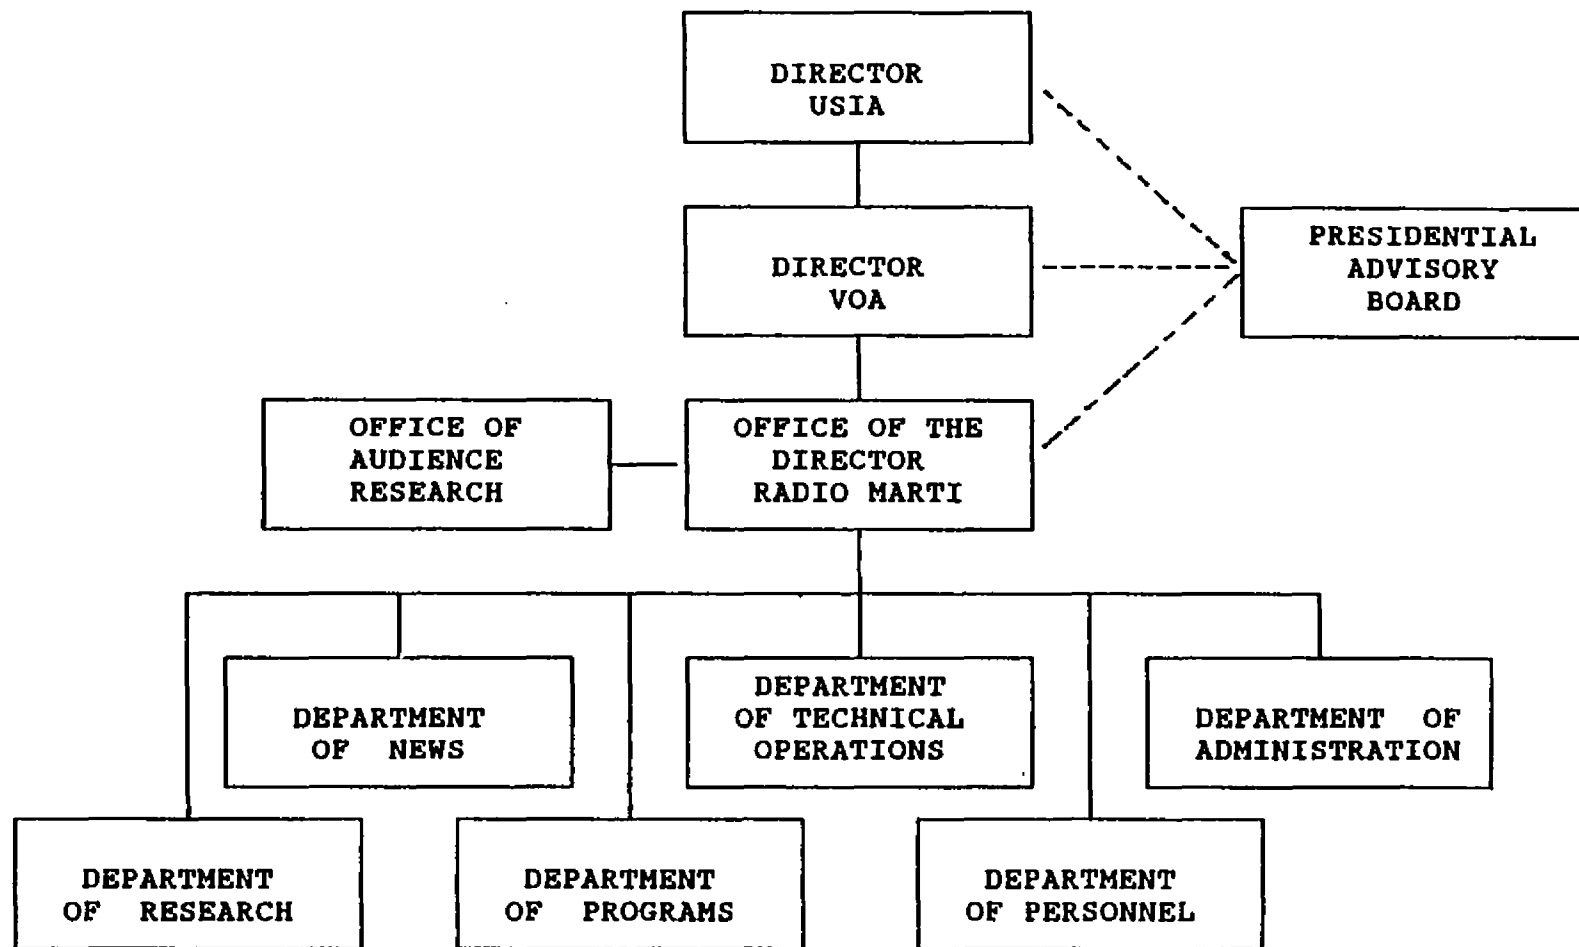 DIRECTOR
USIA
DIRECTOR
VOA
PRESIDENTIAL
ADVISORY
BOARD
OFFICE OF
AUDIENCE
RESEARCH
OFFICE OF THE
DIRECTOR
RADIO MARTI
DEPARTMENT
OF NEWS
DEPARTMENT
OF TECHNICAL
OPERATIONS
DEPARTMENT OF
ADMINISTRATION
DEPARTMENT
OF RESEARCH
DEPARTMENT
OF PROGRAMS
DEPARTMENT
OF PERSONNEL